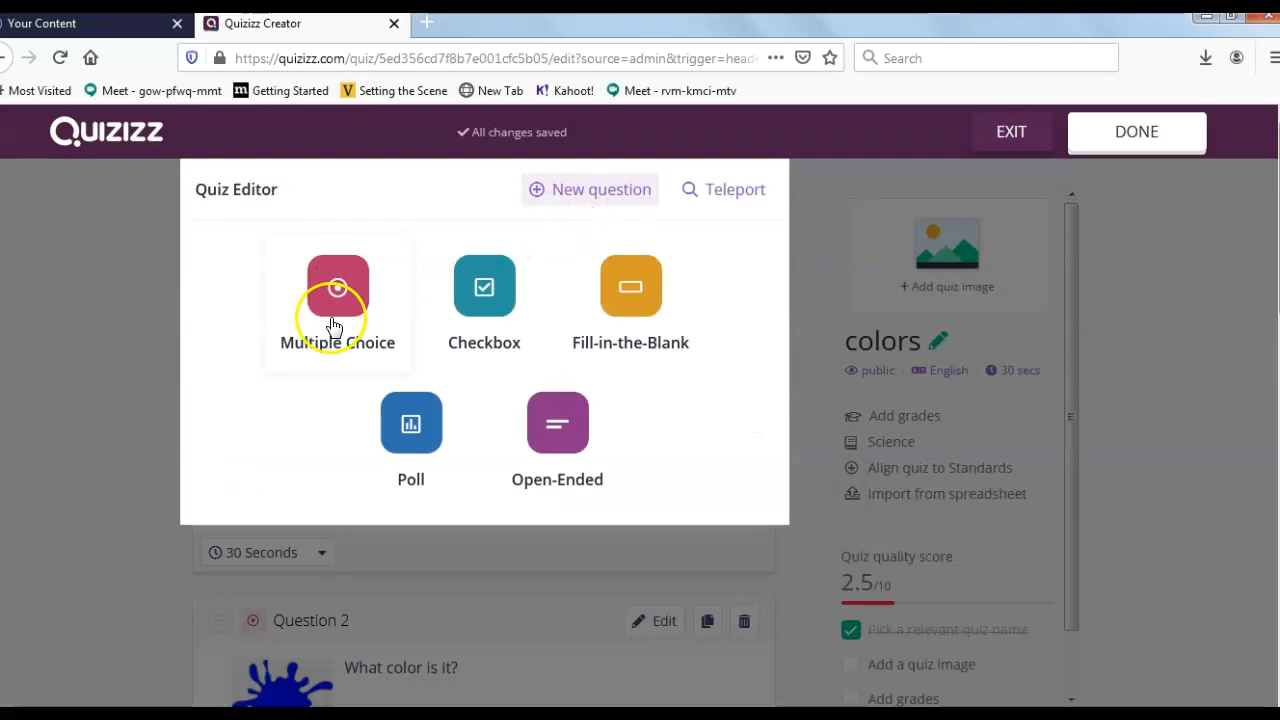 Your Content
Quizizz Creator
https://quizizz.com/quiz/5ed356cd7f8b7e001cfc5b05/edit?source=admin&trigger=head
Search
Most Visited
Meet - gow-pfwq-mmt
Getting Started
Setting the Scene
New Tab
Kahoot!
Meet - rvm-kmci-mtv
Quizizz
All changes saved
EXIT
DONE
Quiz Editor
New question
Teleport
Multiple Choice
Checkbox
Fill-in-the-Blank
Poll
Open-Ended
30 Seconds
Question 2
Edit
What color is it?
+ Add quiz image
colors
public · English · 30 secs
Add grades
Science
Align quiz to Standards
Import from spreadsheet
Quiz quality score
2.5/10
Pick a relevant quiz name
Add a quiz image
Add grades